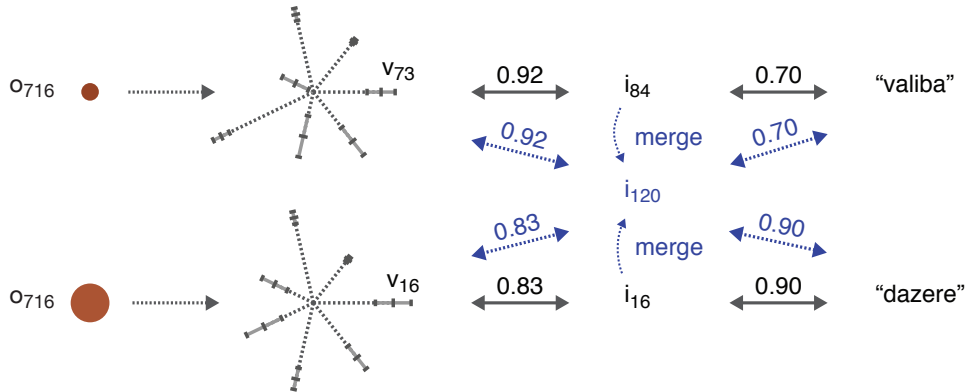 o716 v73 0.92 i84 0.70 “valiba”
0.92 merge 0.70
i120
0.83 merge 0.90
o716 v16 0.83 i16 0.90 “dazere”